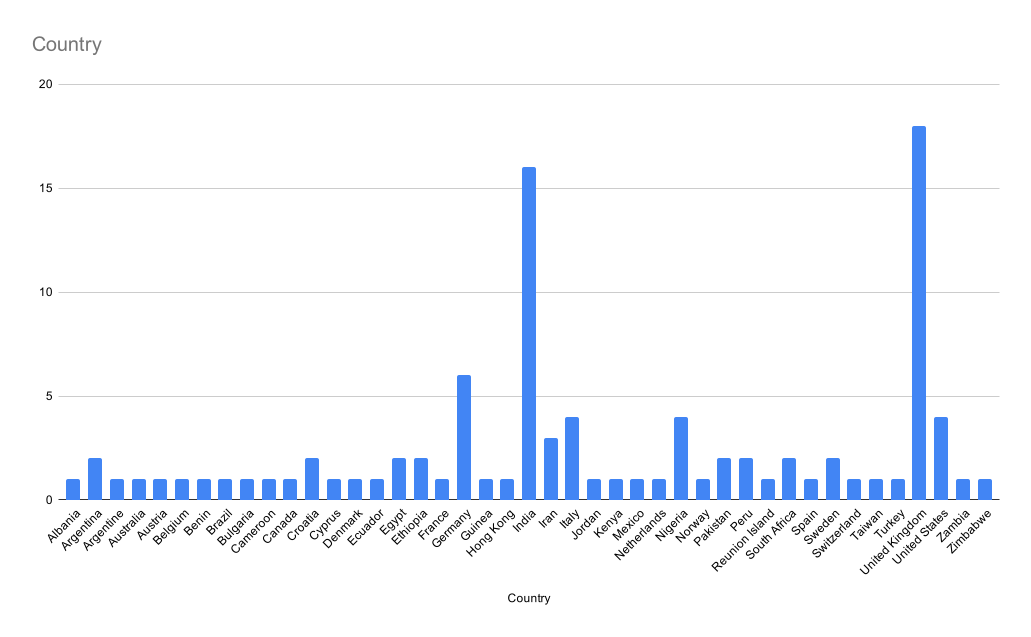 Country
20
15
10
5
0
Albania
Argentina
Argentine
Australia
Austria
Belgium
Benin
Brazil
Bulgaria
Cameroon
Canada
Croatia
Cyprus
Denmark
Ecuador
Egypt
Ethiopia
France
Germany
Guinea
Hong Kong
India
Iran
Italy
Jordan
Kenya
Mexico
Netherlands
Nigeria
Norway
Pakistan
Peru
Reunion Island
South Africa
Spain
Sweden
Switzerland
Taiwan
Turkey
United Kingdom
United States
Zambia
Zimbabwe
Country